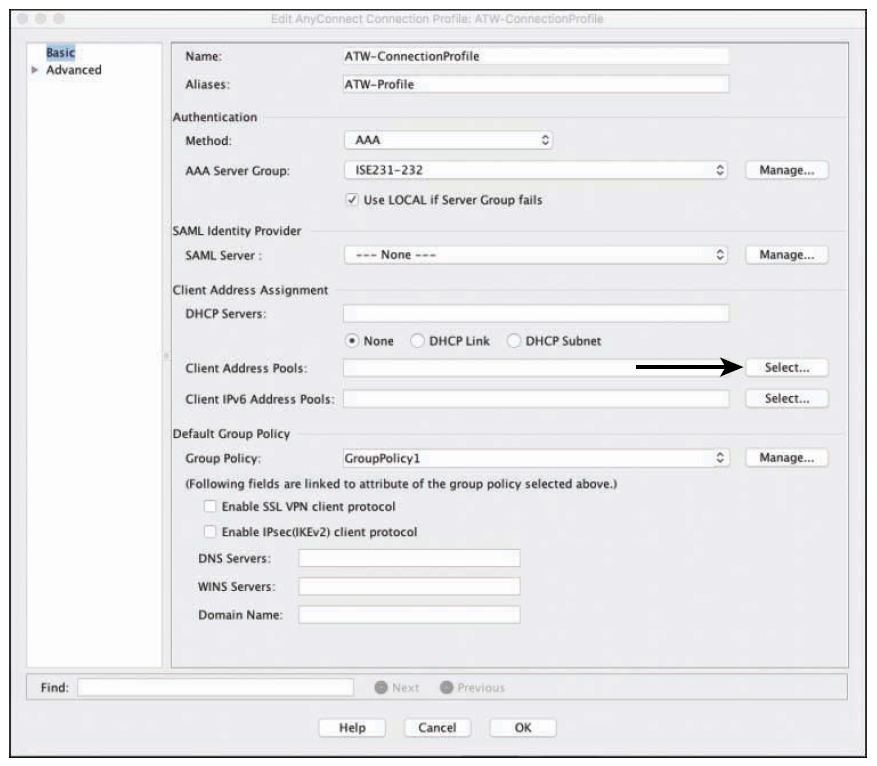 Edit AnyConnect Connection Profile: ATW-ConnectionProfile
Basic
Advanced
Name: ATW-ConnectionProfile
Aliases: ATW-Profile
Authentication
Method: AAA
AAA Server Group: ISE231-232 Manage...
Use LOCAL if Server Group fails
SAML Identity Provider
SAML Server : --- None --- Manage...
Client Address Assignment
DHCP Servers:
None DHCP Link DHCP Subnet
Client Address Pools: Select...
Client IPv6 Address Pools: Select...
Default Group Policy
Group Policy: GroupPolicy1 Manage...
(Following fields are linked to attribute of the group policy selected above.)
Enable SSL VPN client protocol
Enable IPsec(IKEv2) client protocol
DNS Servers:
WINS Servers:
Domain Name:
Find: Next Previous
Help Cancel OK